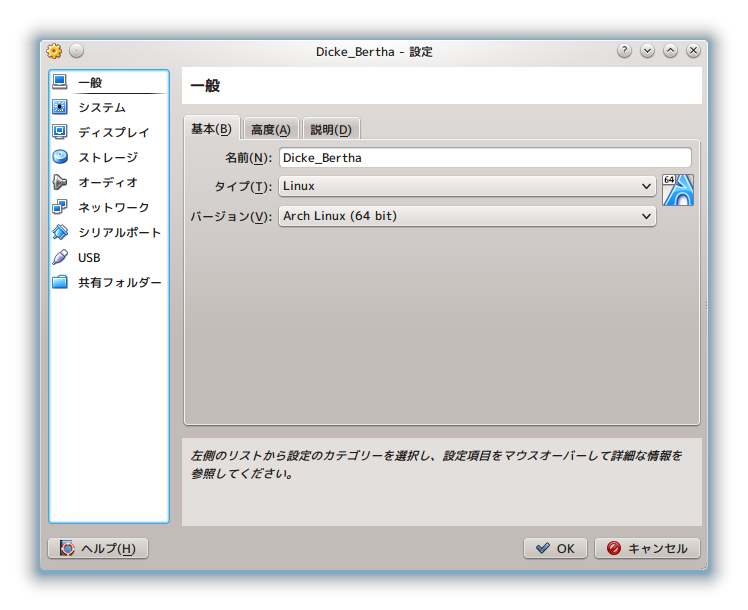 Dicke_Bertha - 設定
一般
システム
ディスプレイ
ストレージ
オーディオ
ネットワーク
シリアルポート
USB
共有フォルダー
一般
基本(B) 高度(A) 説明(D)
名前(N): Dicke_Bertha
タイプ(T): Linux
64
バージョン(V): Arch Linux (64 bit)
左側のリストから設定のカテゴリーを選択し、設定項目をマウスオーバーして詳細な情報を
参照してください。
ヘルプ(H) OK キャンセル